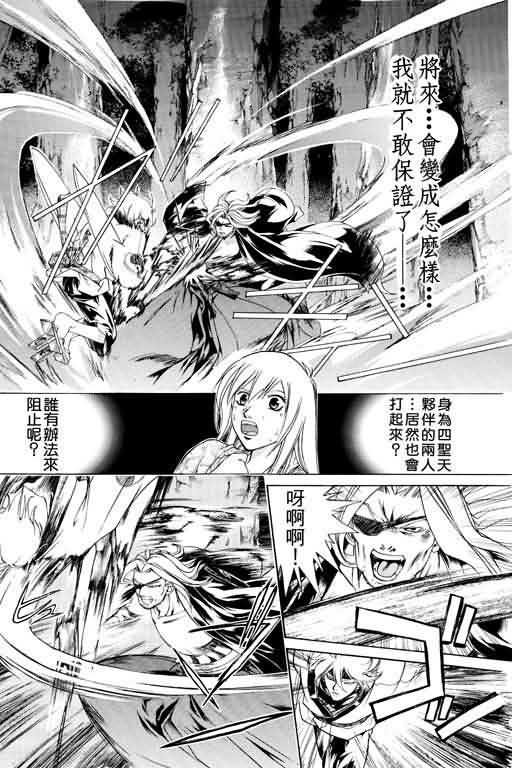 將來…會變成怎麼樣…
我就不敢保證了——…
身為四聖天
夥伴的兩人
…居然也會
打起來？
誰有辦法來
阻止呢？
呀啊啊！